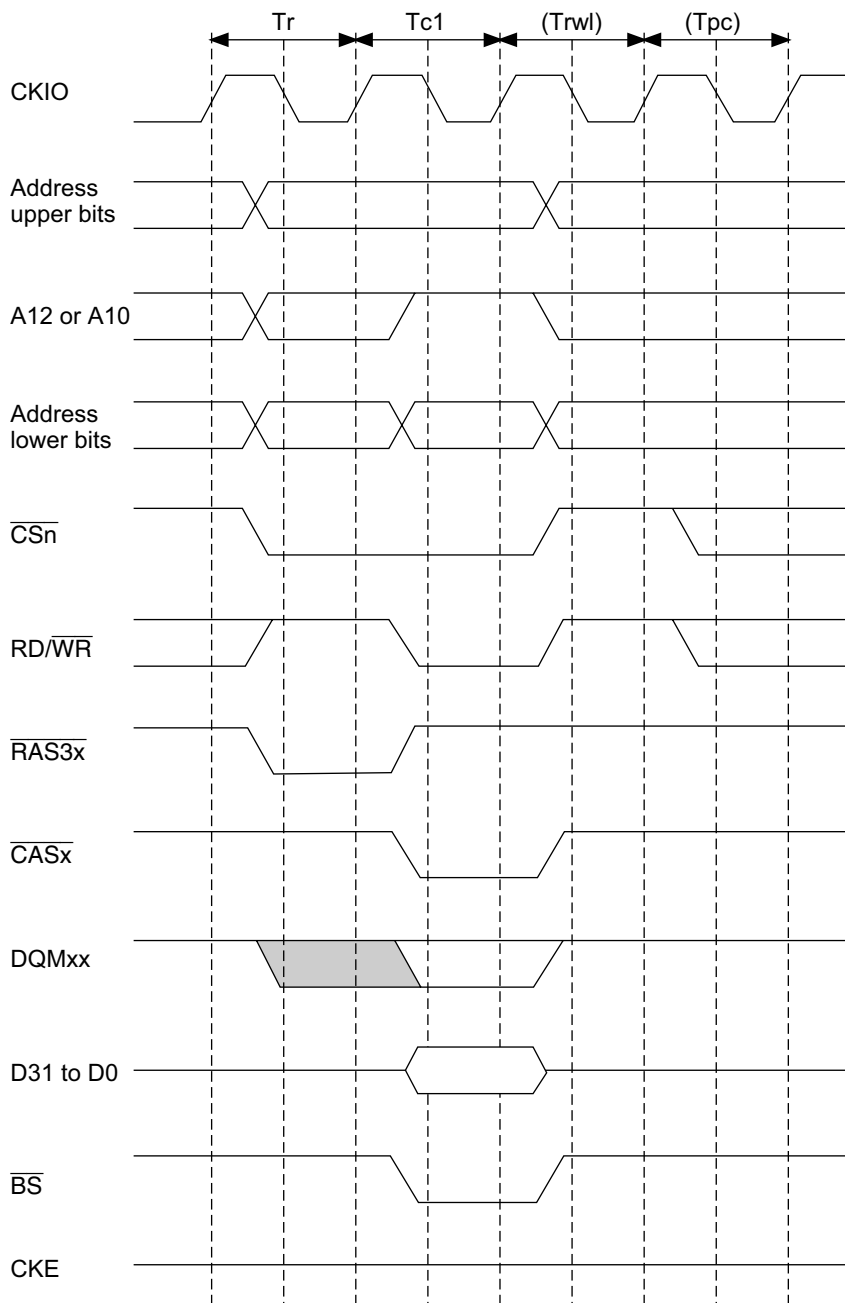 Tr Tc1 (Trwl) (Tpc)
CKIO
Address
upper bits
A12 or A10
Address
lower bits
CSn
RD/WR
RAS3x
CASx
DQMxx
D31 to D0
BS
CKE